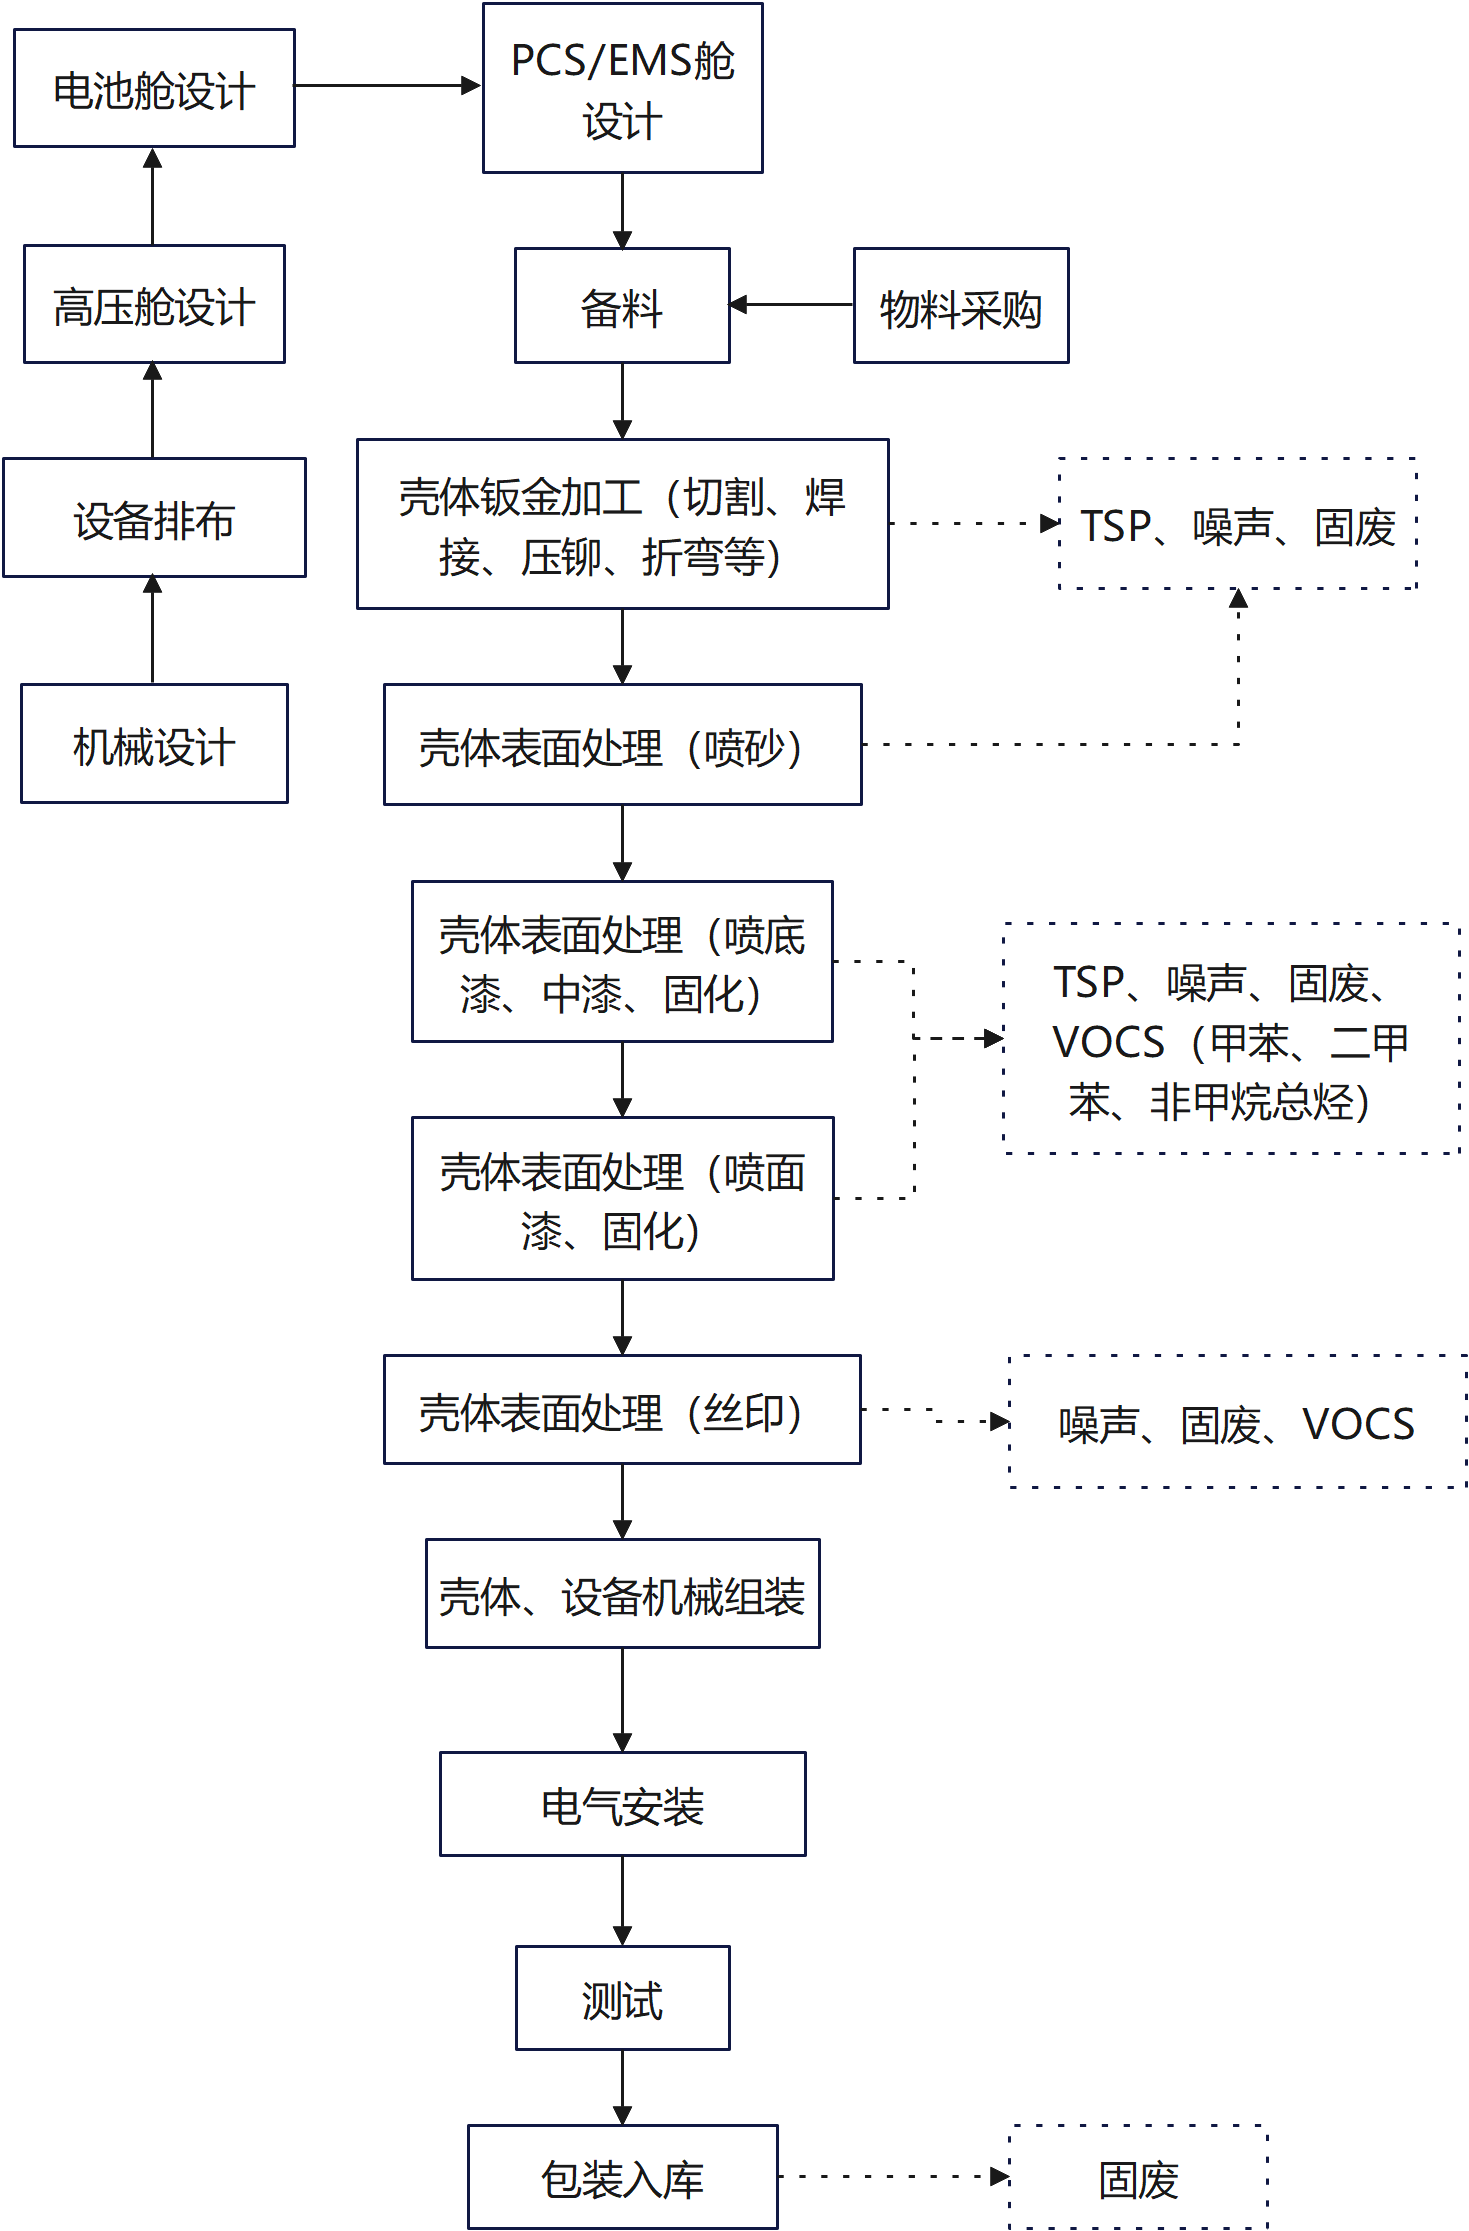 电池舱设计
PCS/EMS舱
设计
高压舱设计
备料
物料采购
设备排布
壳体钣金加工（切割、焊
接、压铆、折弯等）
TSP、噪声、固废
机械设计
壳体表面处理（喷砂）
壳体表面处理（喷底
漆、中漆、固化）
TSP、噪声、固废、
VOCS（甲苯、二甲
苯、非甲烷总烃）
壳体表面处理（喷面
漆、固化）
壳体表面处理（丝印）
噪声、固废、VOCS
壳体、设备机械组装
电气安装
测试
包装入库
固废